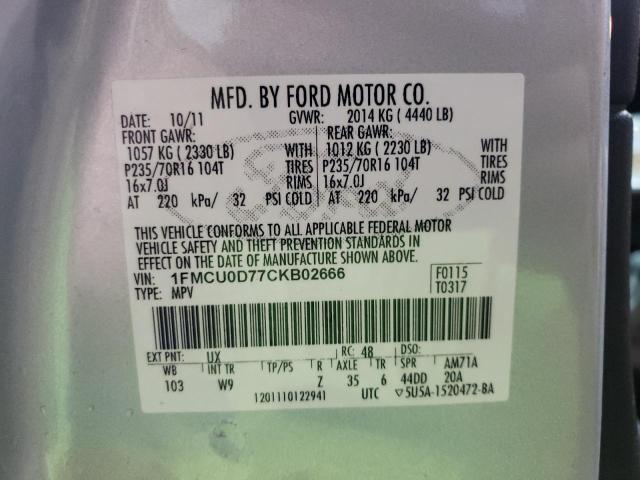 MFD. BY FORD MOTOR CO.
DATE: 10/11 GVWR: 2014 KG ( 4440 LB)
FRONT GAWR: REAR GAWR:
1057 KG ( 2330 LB) WITH 1012 KG ( 2230 LB) WITH
P235/70R16 104T TIRES P235/70R16 104T TIRES
16x7.0J RIMS 16x7.0J RIMS
AT 220 kPa/ 32 PSI COLD AT 220 kPa/ 32 PSI COLD
THIS VEHICLE CONFORMS TO ALL APPLICABLE FEDERAL MOTOR
VEHICLE SAFETY AND THEFT PREVENTION STANDARDS IN
EFFECT ON THE DATE OF MANUFACTURE SHOWN ABOVE.
VIN: 1FMCU0D77CKB02666 F0115
TYPE: MPV T0317
EXT PNT: UX RC: 48 DSO:
WB INT TR TP/PS R AXLE TR SPR AM71A
103 W9 Z 35 6 44DD 20A
1201110122941 UTC 5U5A-1520472-BA